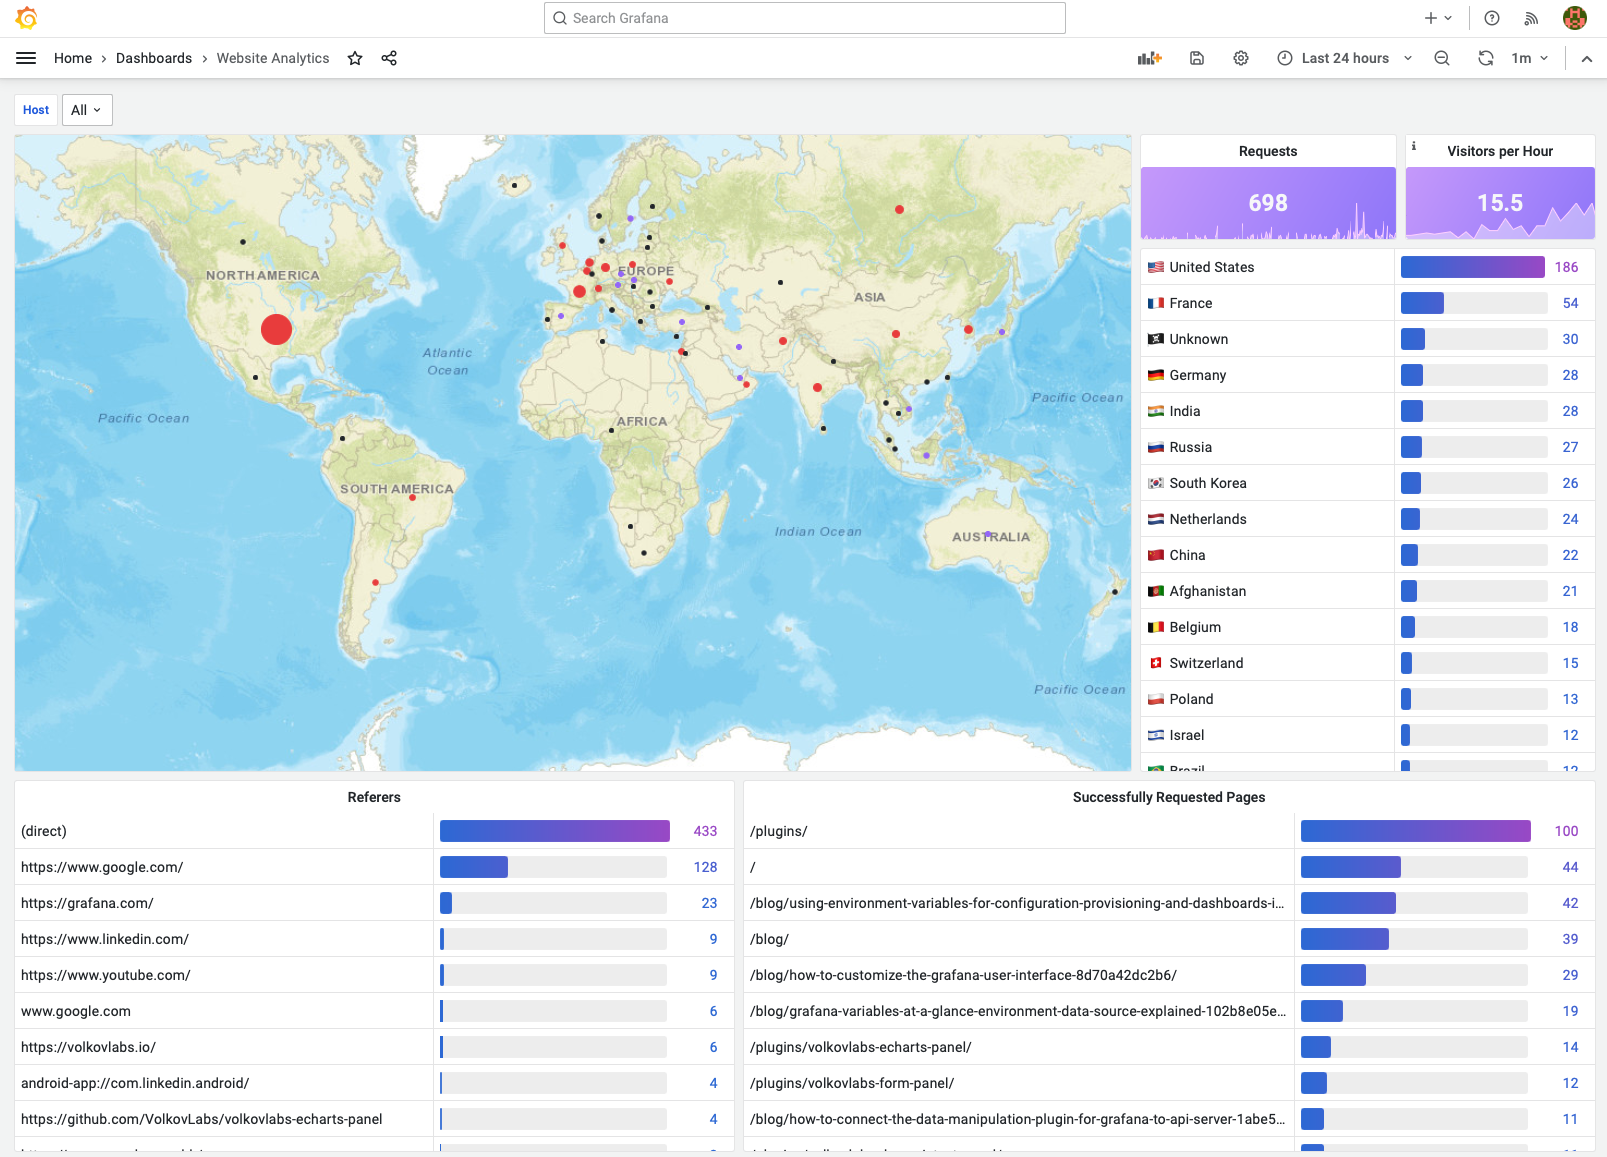 Search Grafana
Home › Dashboards › Website Analytics
Last 24 hours
1m
Host
All
NORTH AMERICA
Atlantic
Ocean
Pacific Ocean
SOUTH AMERICA
EUROPE
ASIA
AFRICA
Pacific Ocean
Indian Ocean
AUSTRALIA
Pacific Ocean
Requests
698
i
Visitors per Hour
15.5
United States 186
France 54
Unknown 30
Germany 28
India 28
Russia 27
South Korea 26
Netherlands 24
China 22
Afghanistan 21
Belgium 18
Switzerland 15
Poland 13
Israel 12
Brazil 12
Referers
(direct) 433
https://www.google.com/ 128
https://grafana.com/ 23
https://www.linkedin.com/ 9
https://www.youtube.com/ 9
www.google.com 6
https://volkovlabs.io/ 6
android-app://com.linkedin.android/ 4
https://github.com/VolkovLabs/volkovlabs-echarts-panel 4
Successfully Requested Pages
/plugins/ 100
/ 44
/blog/using-environment-variables-for-configuration-provisioning-and-dashboards-i... 42
/blog/ 39
/blog/how-to-customize-the-grafana-user-interface-8d70a42dc2b6/ 29
/blog/grafana-variables-at-a-glance-environment-data-source-explained-102b8e05e... 19
/plugins/volkovlabs-echarts-panel/ 14
/plugins/volkovlabs-form-panel/ 12
/blog/how-to-connect-the-data-manipulation-plugin-for-grafana-to-api-server-1abe5... 11